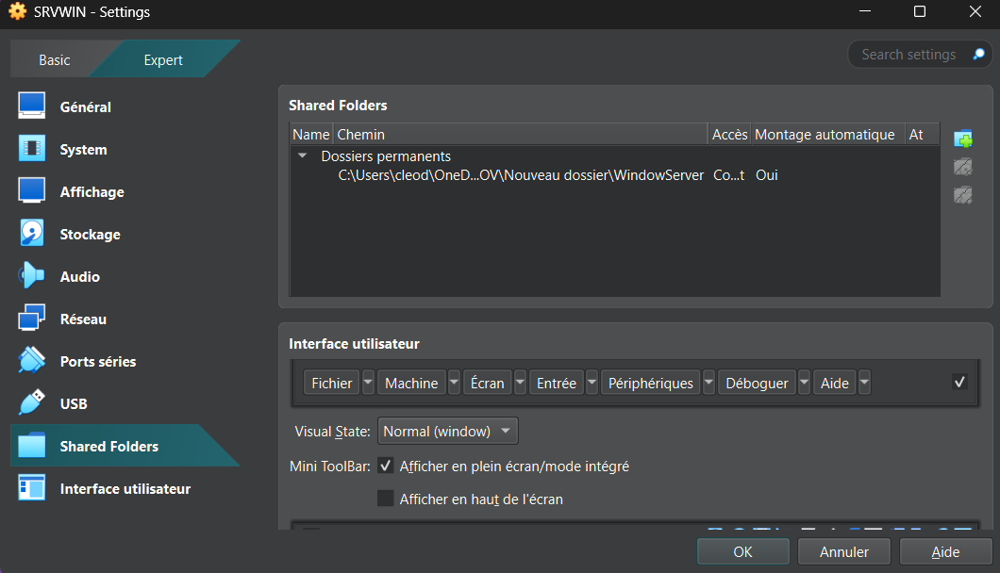 SRVWIN - Settings
Basic
Expert
Search settings
Général
System
Affichage
Stockage
Audio
Réseau
Ports séries
USB
Shared Folders
Interface utilisateur
Shared Folders
Name Chemin Accès Montage automatique At
Dossiers permanents
C:\Users\cleod\OneD...OV\Nouveau dossier\WindowServer Co...t Oui
Interface utilisateur
Fichier Machine Écran Entrée Périphériques Déboguer Aide
Visual State: Normal (window)
Mini ToolBar: Afficher en plein écran/mode intégré
Afficher en haut de l'écran
OK Annuler Aide